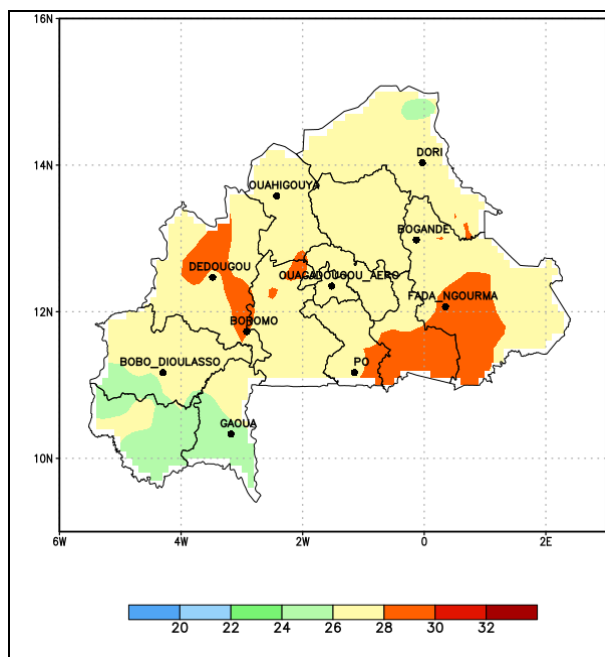 16N
14N
DORI
OUAHIGOUYA
BOGANDE
DEDOUGOU
OUAGADOUGOU_AERO
FADA_NGOURMA
12N
BOROMO
BOBO_DIOULASSO
PO
GAOUA
10N
6W 4W 2W 0 2E
20 22 24 26 28 30 32